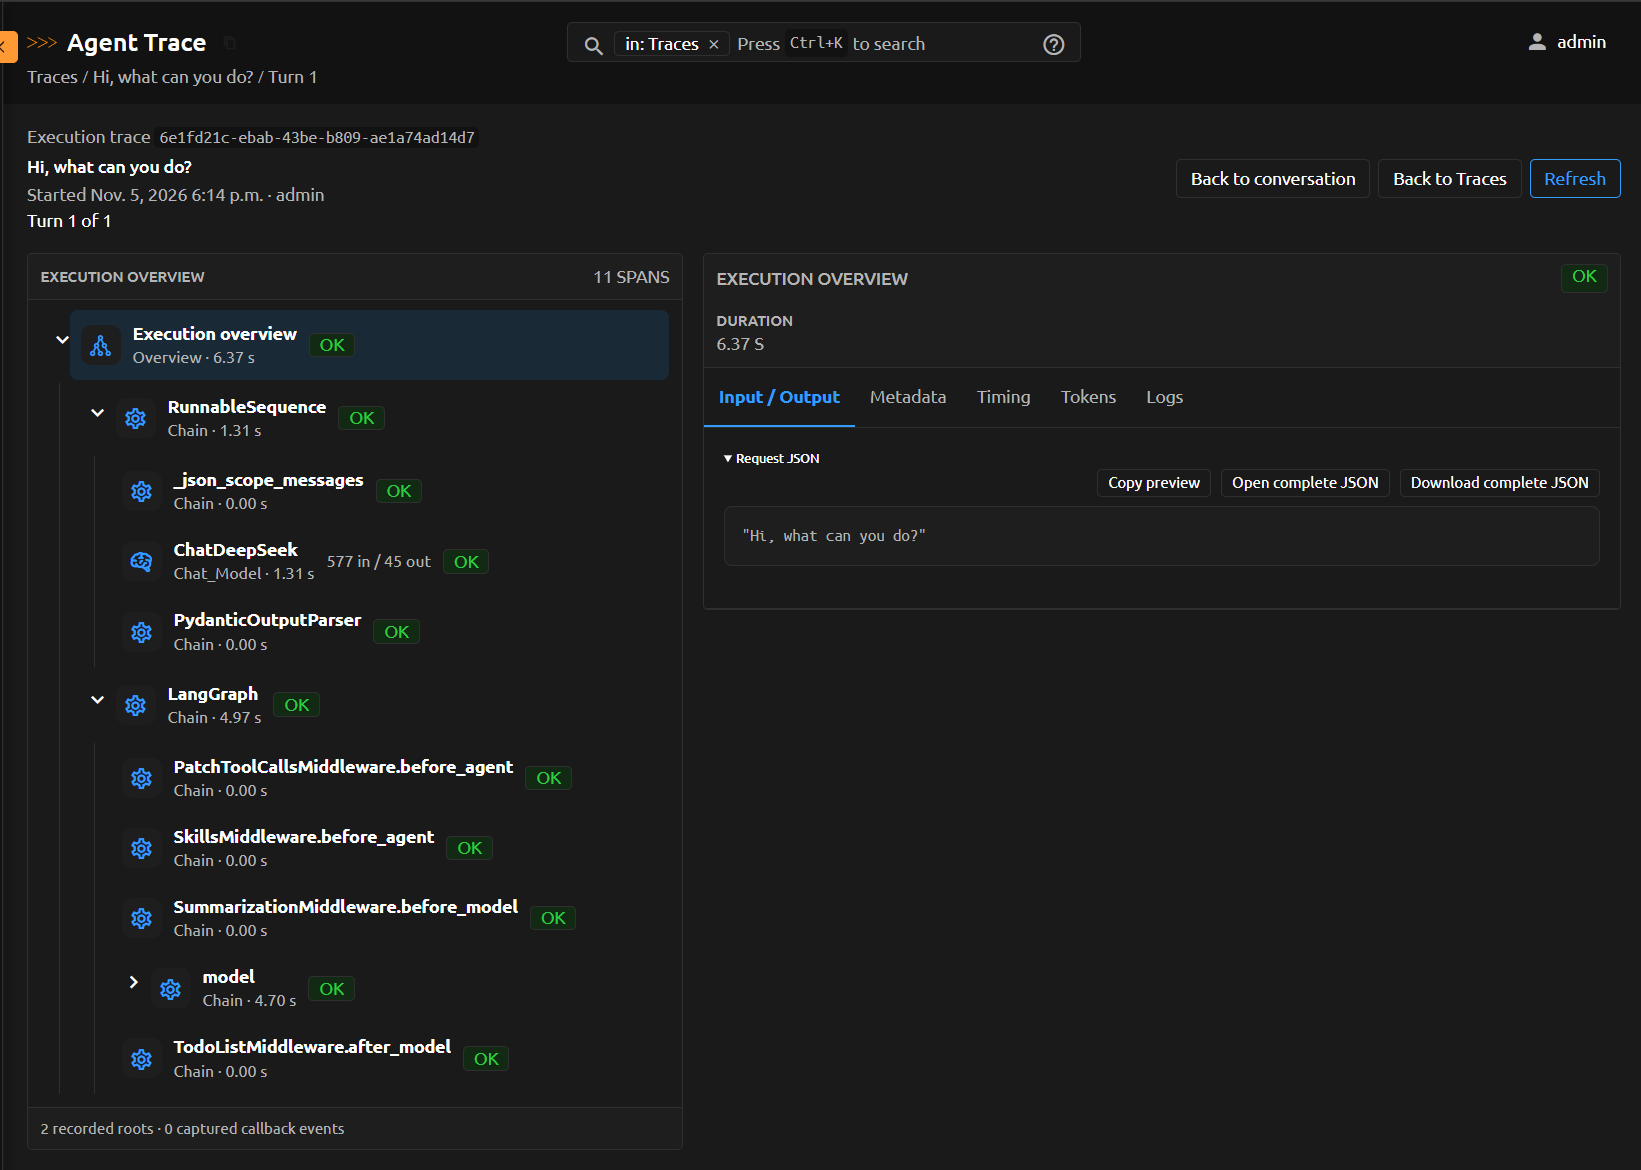 >>> Agent Trace
in: Traces × Press Ctrl+K to search
admin
Traces / Hi, what can you do? / Turn 1
Execution trace 6e1fd21c-ebab-43be-b809-ae1a74ad14d7
Hi, what can you do?
Started Nov. 5, 2026 6:14 p.m. · admin
Turn 1 of 1
Back to conversation
Back to Traces
Refresh
EXECUTION OVERVIEW
11 SPANS
Execution overview
Overview · 6.37 s
OK
RunnableSequence
Chain · 1.31 s
OK
_json_scope_messages
Chain · 0.00 s
OK
ChatDeepSeek
Chat_Model · 1.31 s
577 in / 45 out
OK
PydanticOutputParser
Chain · 0.00 s
OK
LangGraph
Chain · 4.97 s
OK
PatchToolCallsMiddleware.before_agent
Chain · 0.00 s
OK
SkillsMiddleware.before_agent
Chain · 0.00 s
OK
SummarizationMiddleware.before_model
Chain · 0.00 s
OK
model
Chain · 4.70 s
OK
TodoListMiddleware.after_model
Chain · 0.00 s
OK
2 recorded roots · 0 captured callback events
EXECUTION OVERVIEW
OK
DURATION
6.37 S
Input / Output
Metadata
Timing
Tokens
Logs
▼ Request JSON
Copy preview
Open complete JSON
Download complete JSON
"Hi, what can you do?"